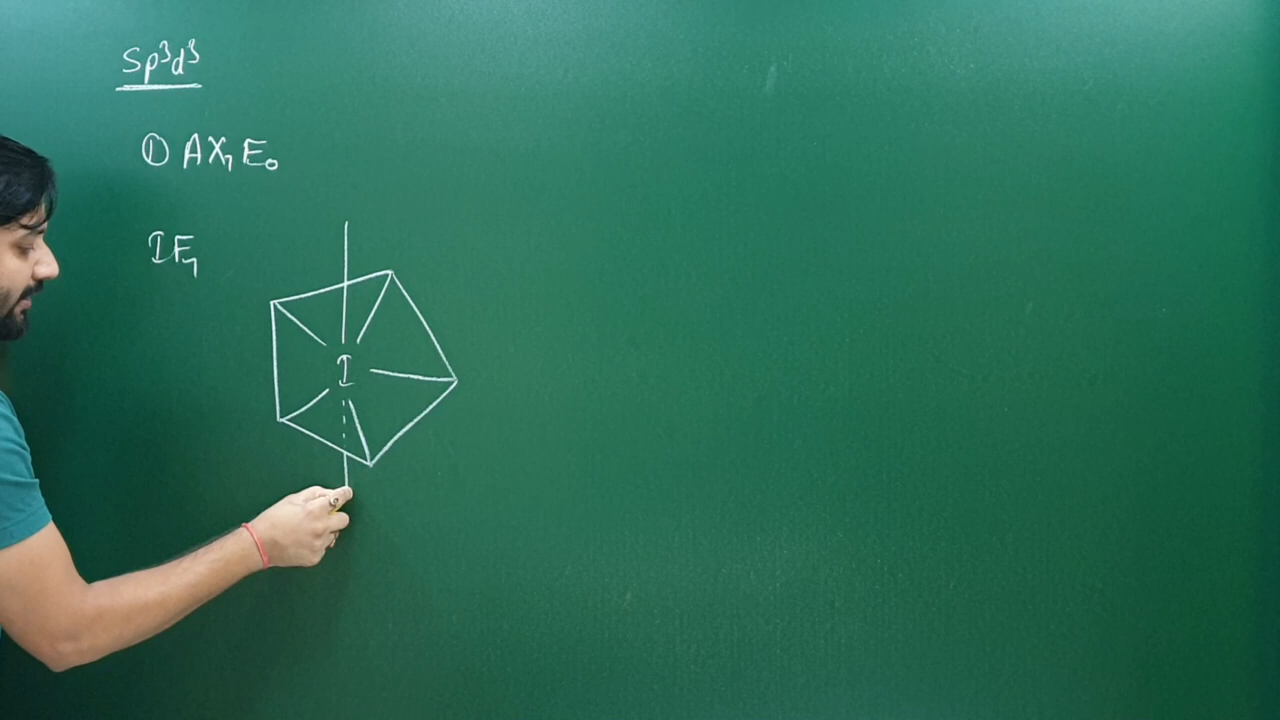 Sp³d³
① AX₇E₀
IF₇
I